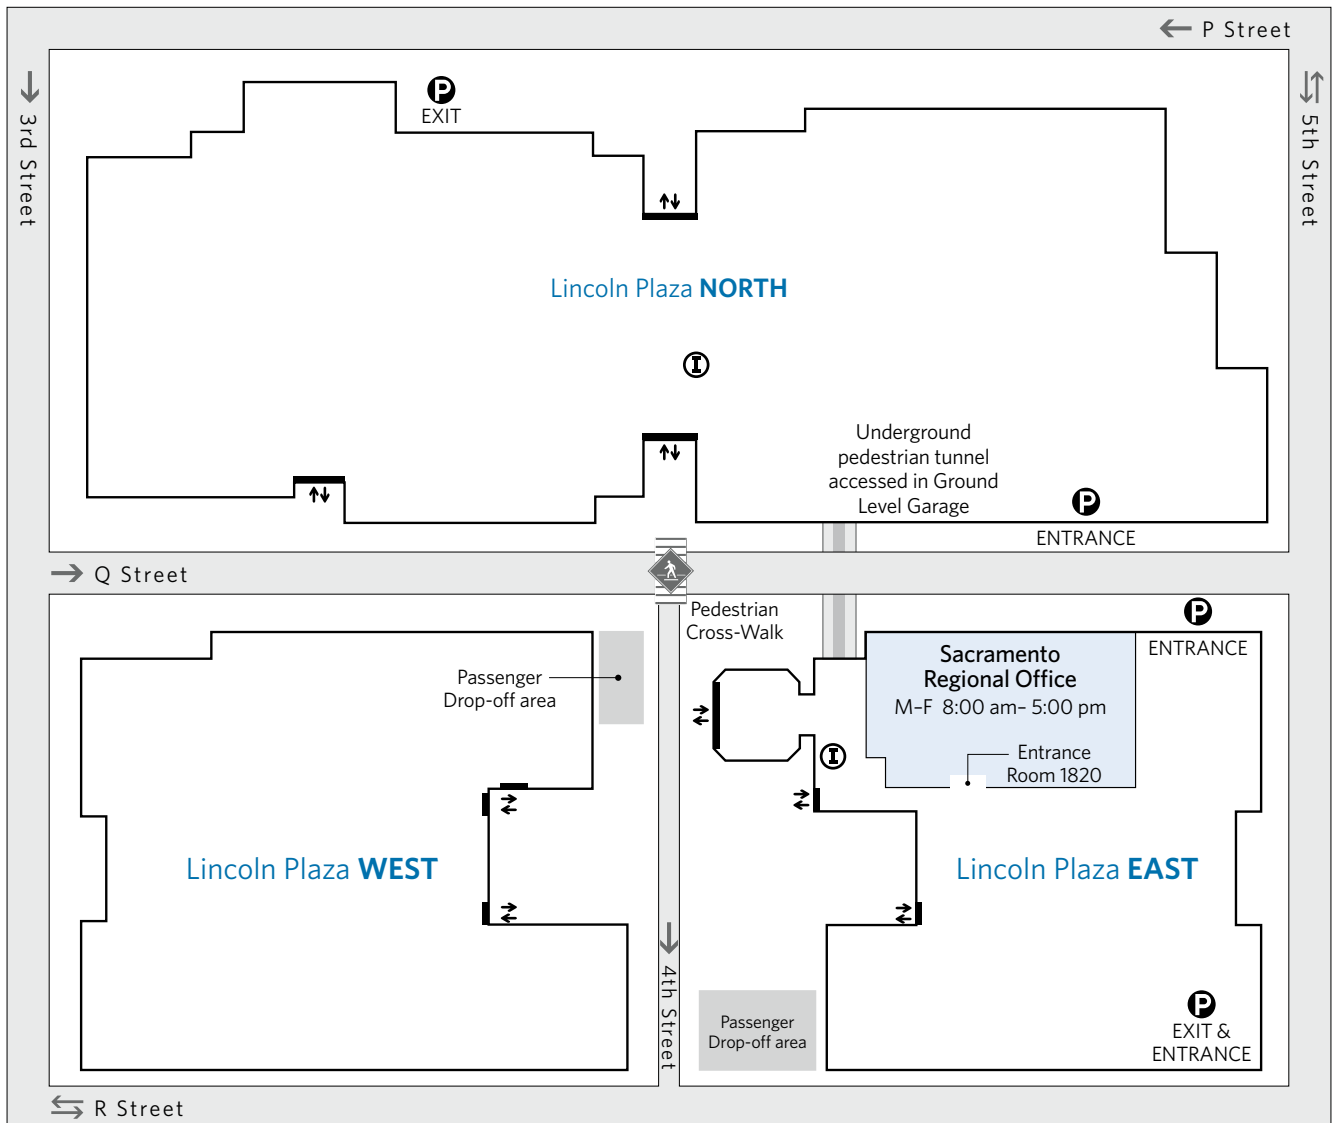 P Street
3rd Street
5th Street
P
EXIT
Lincoln Plaza NORTH
I
Underground
pedestrian tunnel
accessed in Ground
Level Garage
P
ENTRANCE
Q Street
Pedestrian
Cross-Walk
P
ENTRANCE
Passenger
Drop-off area
Sacramento
Regional Office
M–F 8:00 am– 5:00 pm
Entrance
Room 1820
I
Lincoln Plaza WEST
Lincoln Plaza EAST
4th Street
Passenger
Drop-off area
P
EXIT &
ENTRANCE
R Street